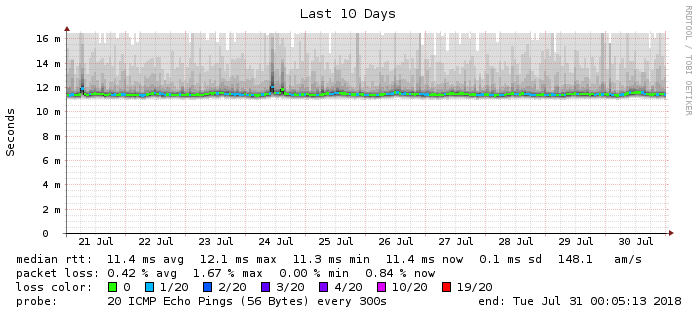 Last 10 Days
RRDTOOL / TOBI OETIKER
Seconds
16 m
14 m
12 m
10 m
8 m
6 m
4 m
2 m
0
21 Jul 22 Jul 23 Jul 24 Jul 25 Jul 26 Jul 27 Jul 28 Jul 29 Jul 30 Jul
median rtt: 11.4 ms avg 12.1 ms max 11.3 ms min 11.4 ms now 0.1 ms sd 148.1 am/s
packet loss: 0.42 % avg 1.67 % max 0.00 % min 0.84 % now
loss color: 0 1/20 2/20 3/20 4/20 10/20 19/20
probe: 20 ICMP Echo Pings (56 Bytes) every 300s end: Tue Jul 31 00:05:13 2018